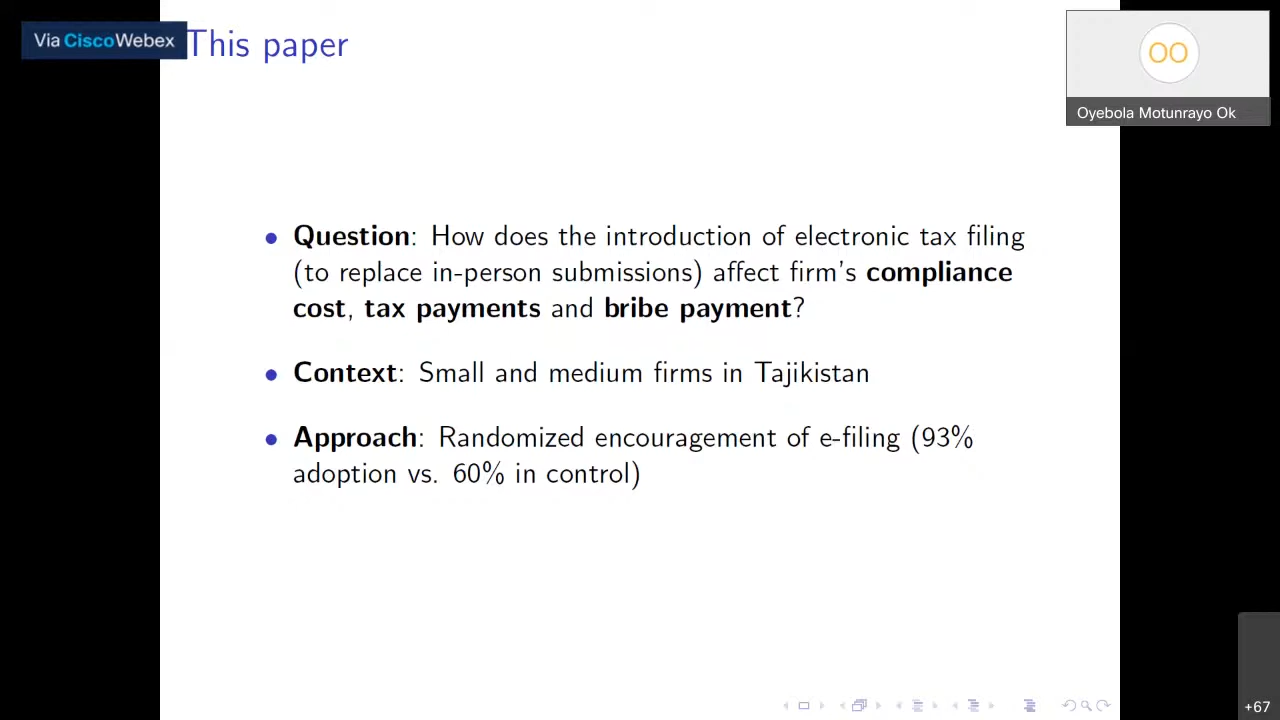 Via CiscoWebex
This paper
OO
Oyebola Motunrayo Ok
• Question: How does the introduction of electronic tax filing
(to replace in-person submissions) affect firm's compliance
cost, tax payments and bribe payment?
• Context: Small and medium firms in Tajikistan
• Approach: Randomized encouragement of e-filing (93%
adoption vs. 60% in control)
+67